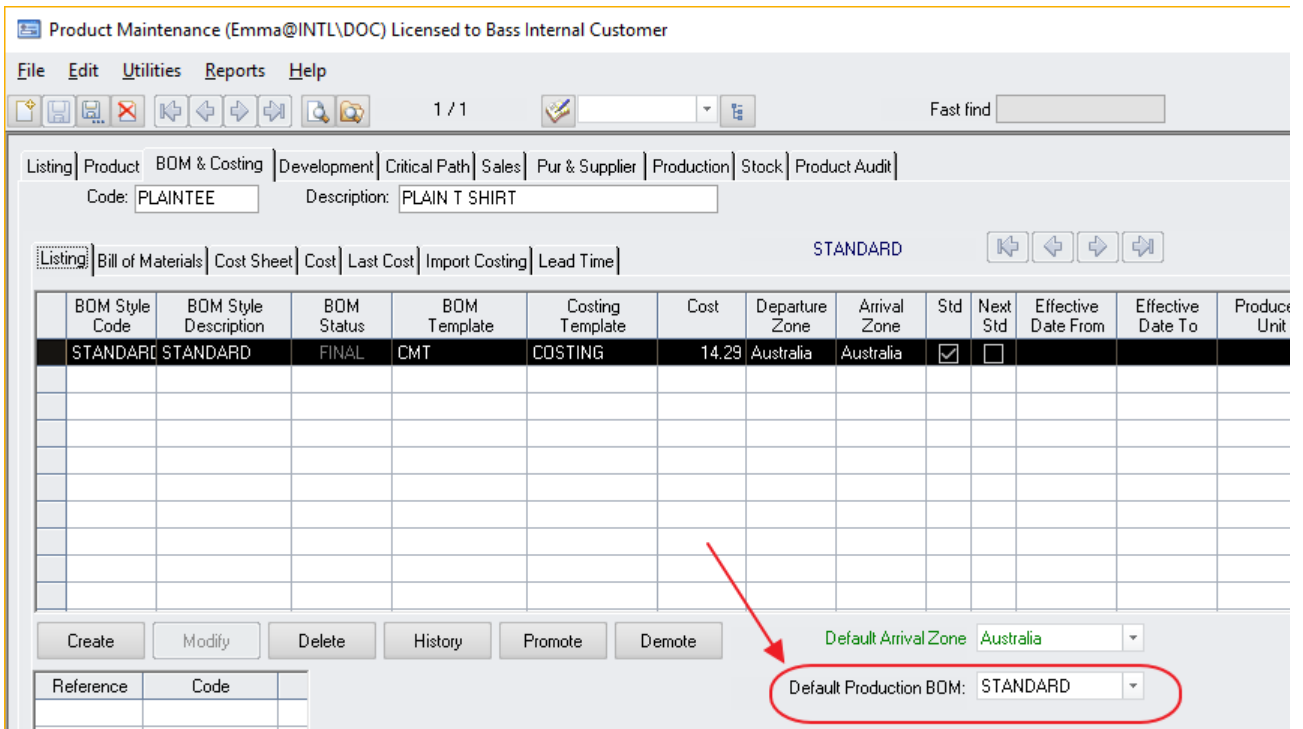 Product Maintenance (Emma@INTL\DOC) Licensed to Bass Internal Customer
File Edit Utilities Reports Help
1 / 1 Fast find
Listing Product BOM & Costing Development Critical Path Sales Pur & Supplier Production Stock Product Audit
Code: PLAINTEE Description: PLAIN T SHIRT
Listing Bill of Materials Cost Sheet Cost Last Cost Import Costing Lead Time STANDARD
BOM Style BOM Style BOM BOM Costing Cost Departure Arrival Std Next Effective Effective Produce
Code Description Status Template Template Zone Zone Std Date From Date To Unit
STANDARD STANDARD FINAL CMT COSTING 14.29 Australia Australia
Create Modify Delete History Promote Demote Default Arrival Zone Australia
Reference Code Default Production BOM: STANDARD